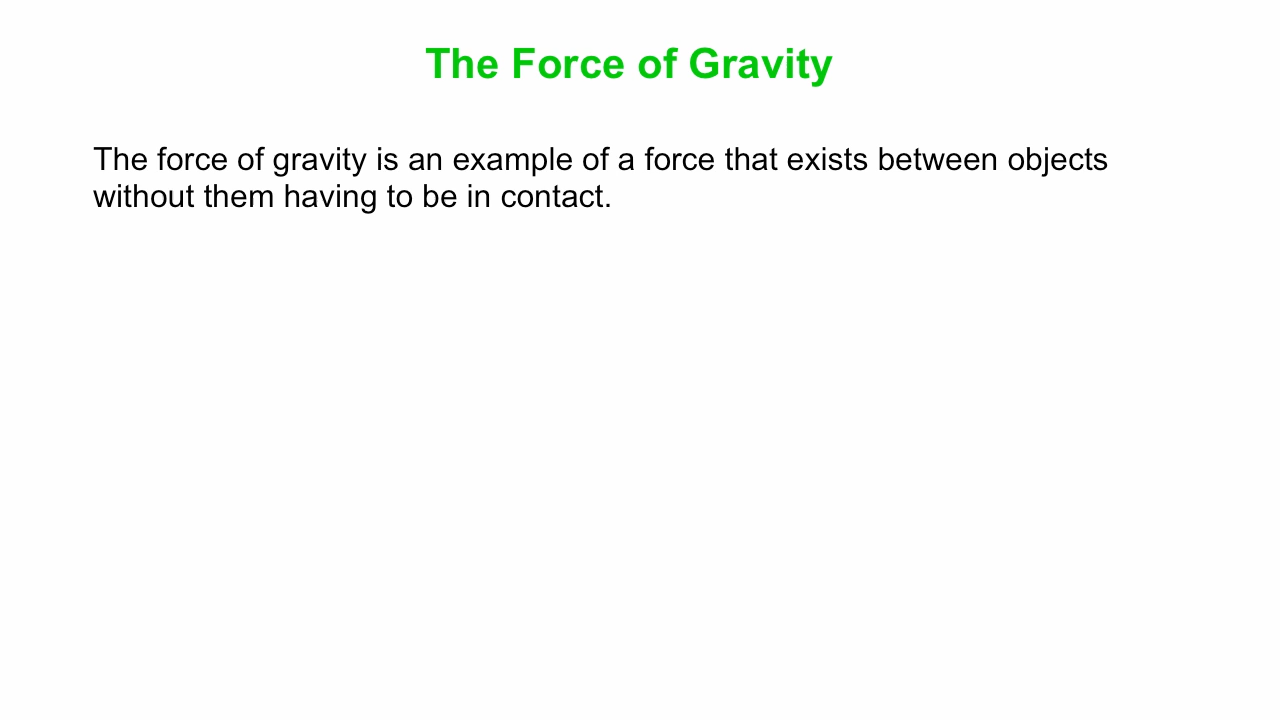 The Force of Gravity
The force of gravity is an example of a force that exists between objects
without them having to be in contact.